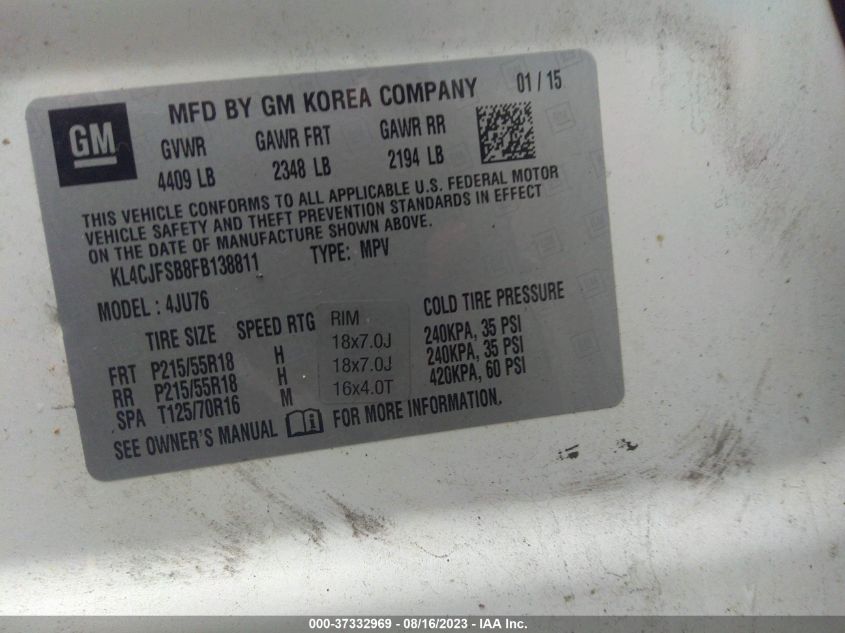 GM
MFD BY GM KOREA COMPANY 01 / 15
GVWR GAWR FRT GAWR RR
4409 LB 2348 LB 2194 LB
THIS VEHICLE CONFORMS TO ALL APPLICABLE U.S. FEDERAL MOTOR
VEHICLE SAFETY AND THEFT PREVENTION STANDARDS IN EFFECT
ON THE DATE OF MANUFACTURE SHOWN ABOVE.
KL4CJFSB8FB138811 TYPE: MPV
MODEL : 4JU76
TIRE SIZE SPEED RTG RIM COLD TIRE PRESSURE
FRT P215/55R18 H 18x7.0J 240KPA, 35 PSI
RR P215/55R18 H 18x7.0J 240KPA, 35 PSI
SPA T125/70R16 M 16x4.0T 420KPA, 60 PSI
SEE OWNER'S MANUAL i FOR MORE INFORMATION.
000-37332969 - 08/16/2023 - IAA Inc.